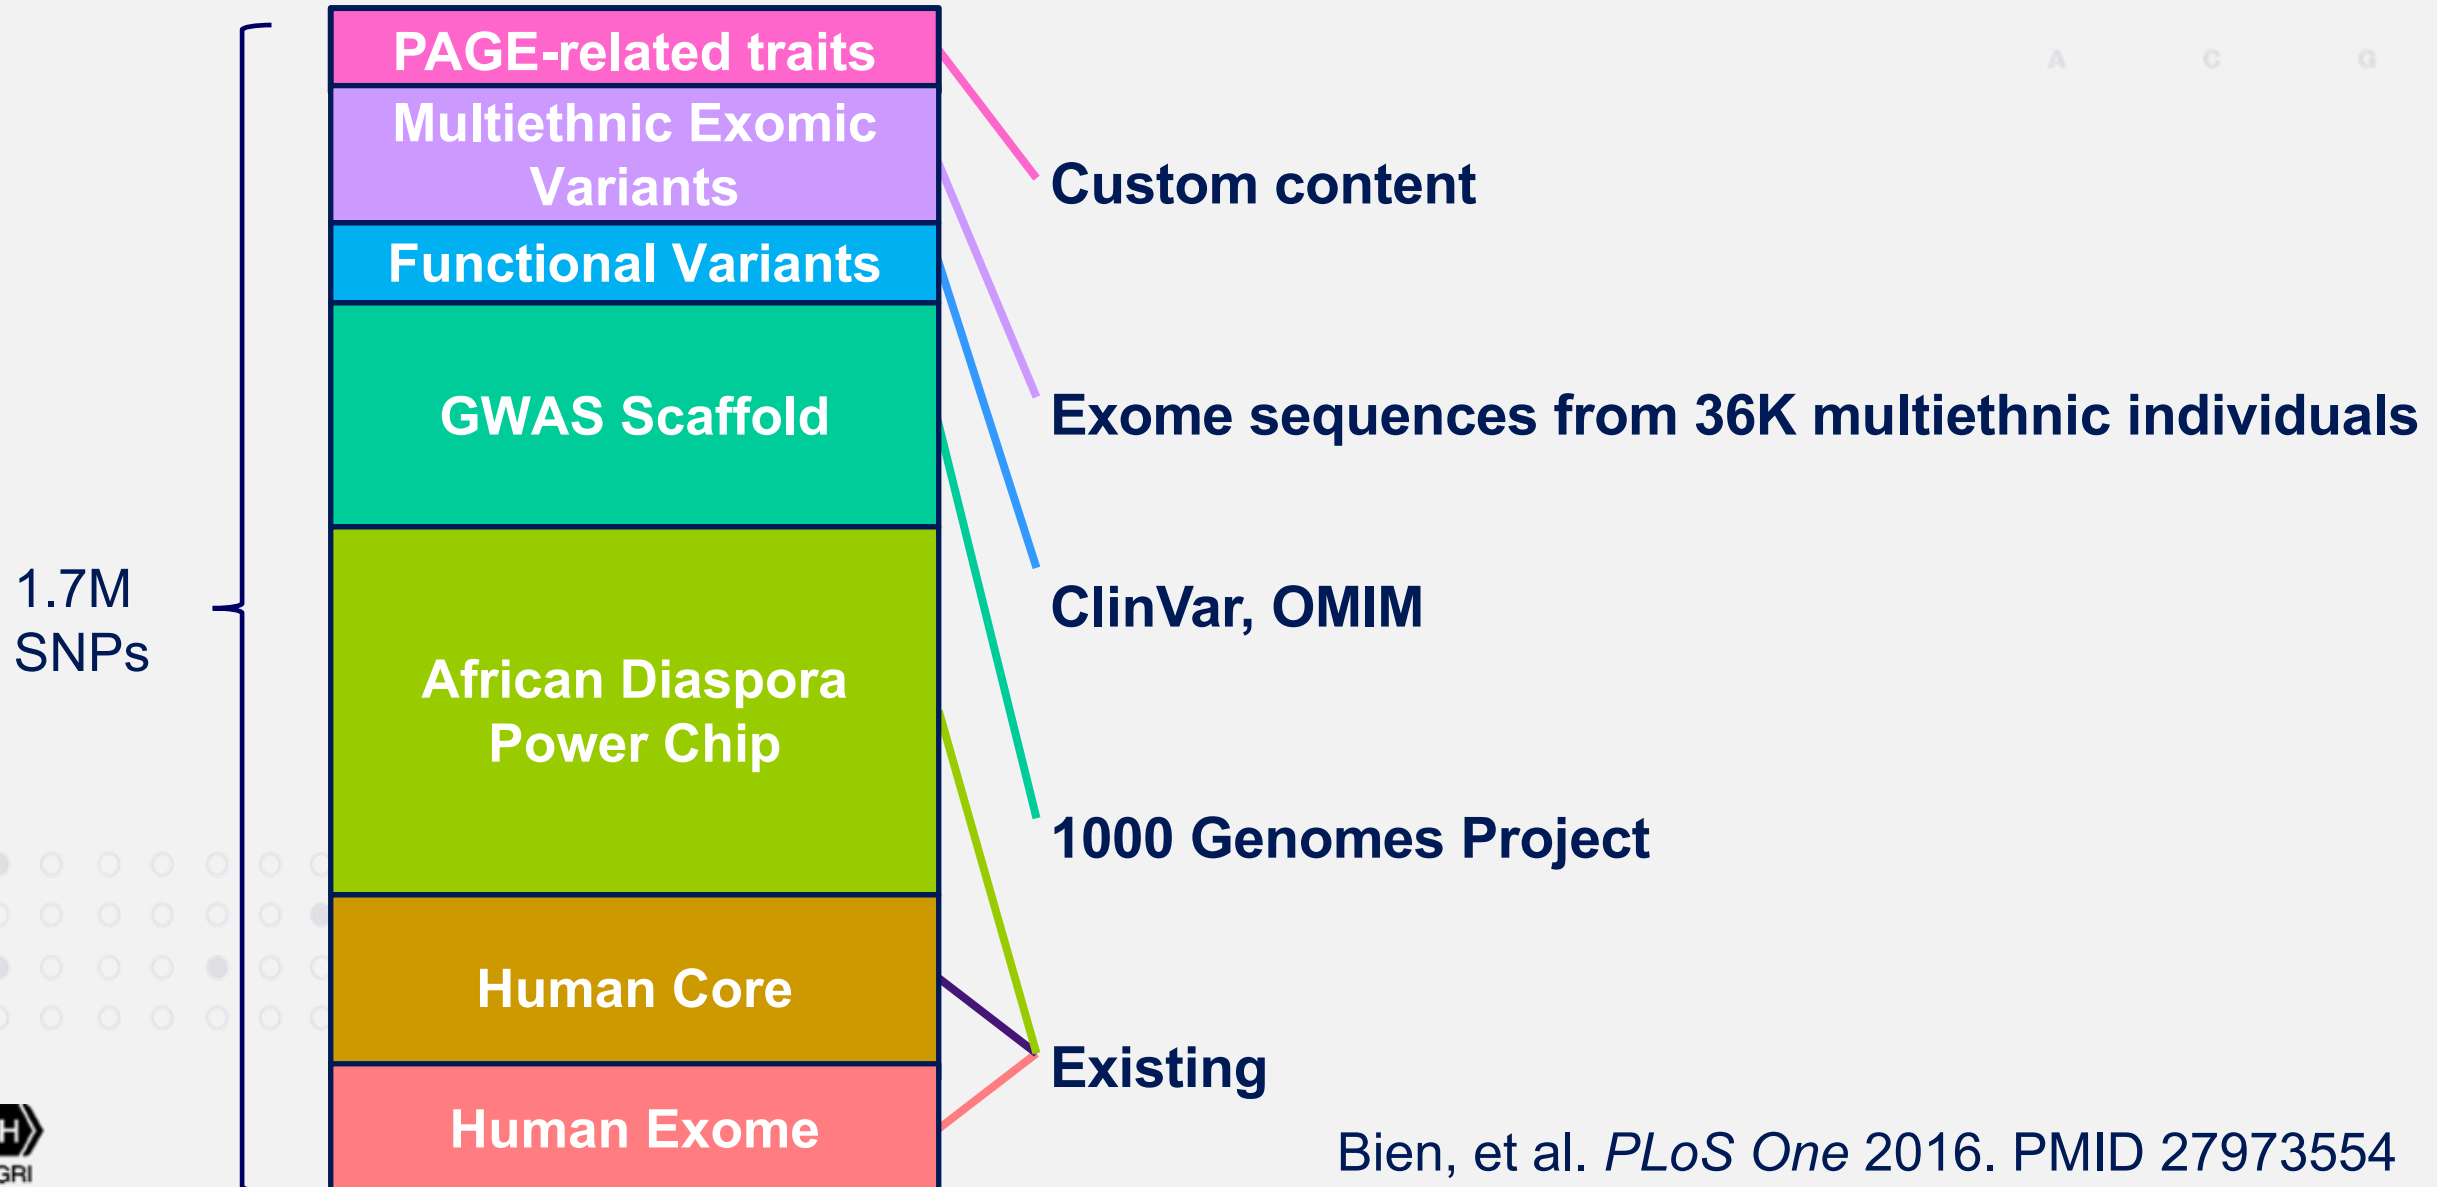 A C G
PAGE-related traits
Multiethnic Exomic
Variants
Functional Variants
GWAS Scaffold
African Diaspora
Power Chip
Human Core
Human Exome
1.7M
SNPs
Custom content
Exome sequences from 36K multiethnic individuals
ClinVar, OMIM
1000 Genomes Project
Existing
Bien, et al. PLoS One 2016. PMID 27973554
H
GRI